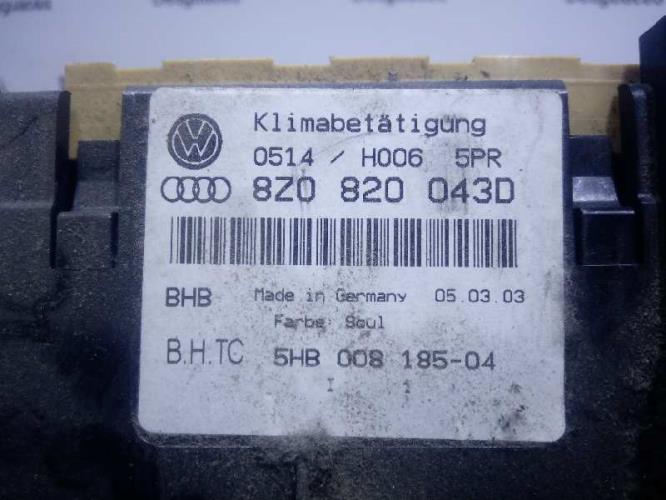 Klimabetätigung
0514 / H006 5PR
8Z0 820 043D
BHB Made in Germany 05.03.03
Farbe Soul
B.H.TC 5HB 008 185-04
I 1